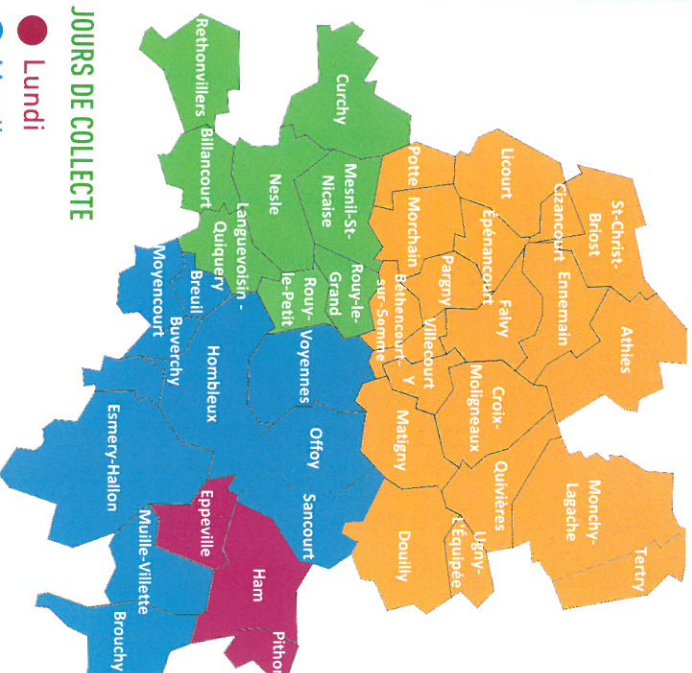 St-Christ-
Briost
Cizancourt
Licourt
Ennemain
Athies
Épénancourt
Falvy
Potte
Morchain
Pargny
Villecourt
Béthencourt-
sur-Somme
Y
Croix-
Moligneaux
Quivières
Monchy-
Lagache
Tertry
Ugny-
L'Équipée
Matigny
Douilly
Curchy
Mesnil-St-
Nicaise
Rouy-le-
Grand
Rouy-
le-Petit
Nesle
Languevoisin -
Quiquery
Billancourt
Rethonvillers
Voyennes
Offoy
Sancourt
Hombleux
Breuil
Moyencourt
Buverchy
Esmery-Hallon
Eppeville
Ham
Pithon
Muille-Villette
Brouchy
JOURS DE COLLECTE
Lundi